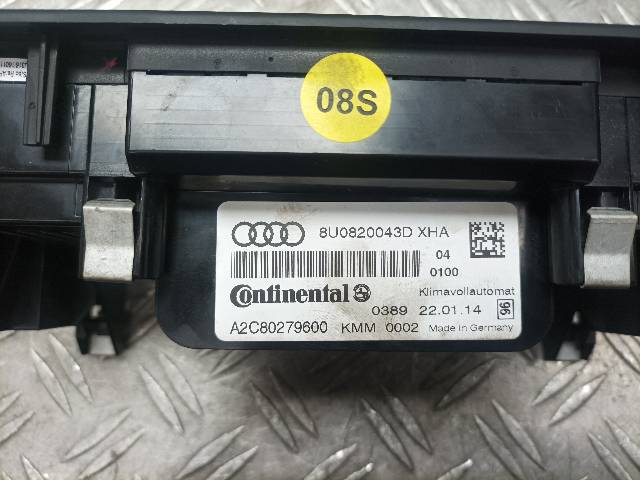 08S
8U0820043D XHA
04
0100
Continental
Klimavollautomat
0389 22.01.14
96
A2C80279600 KMM 0002 Made in Germany